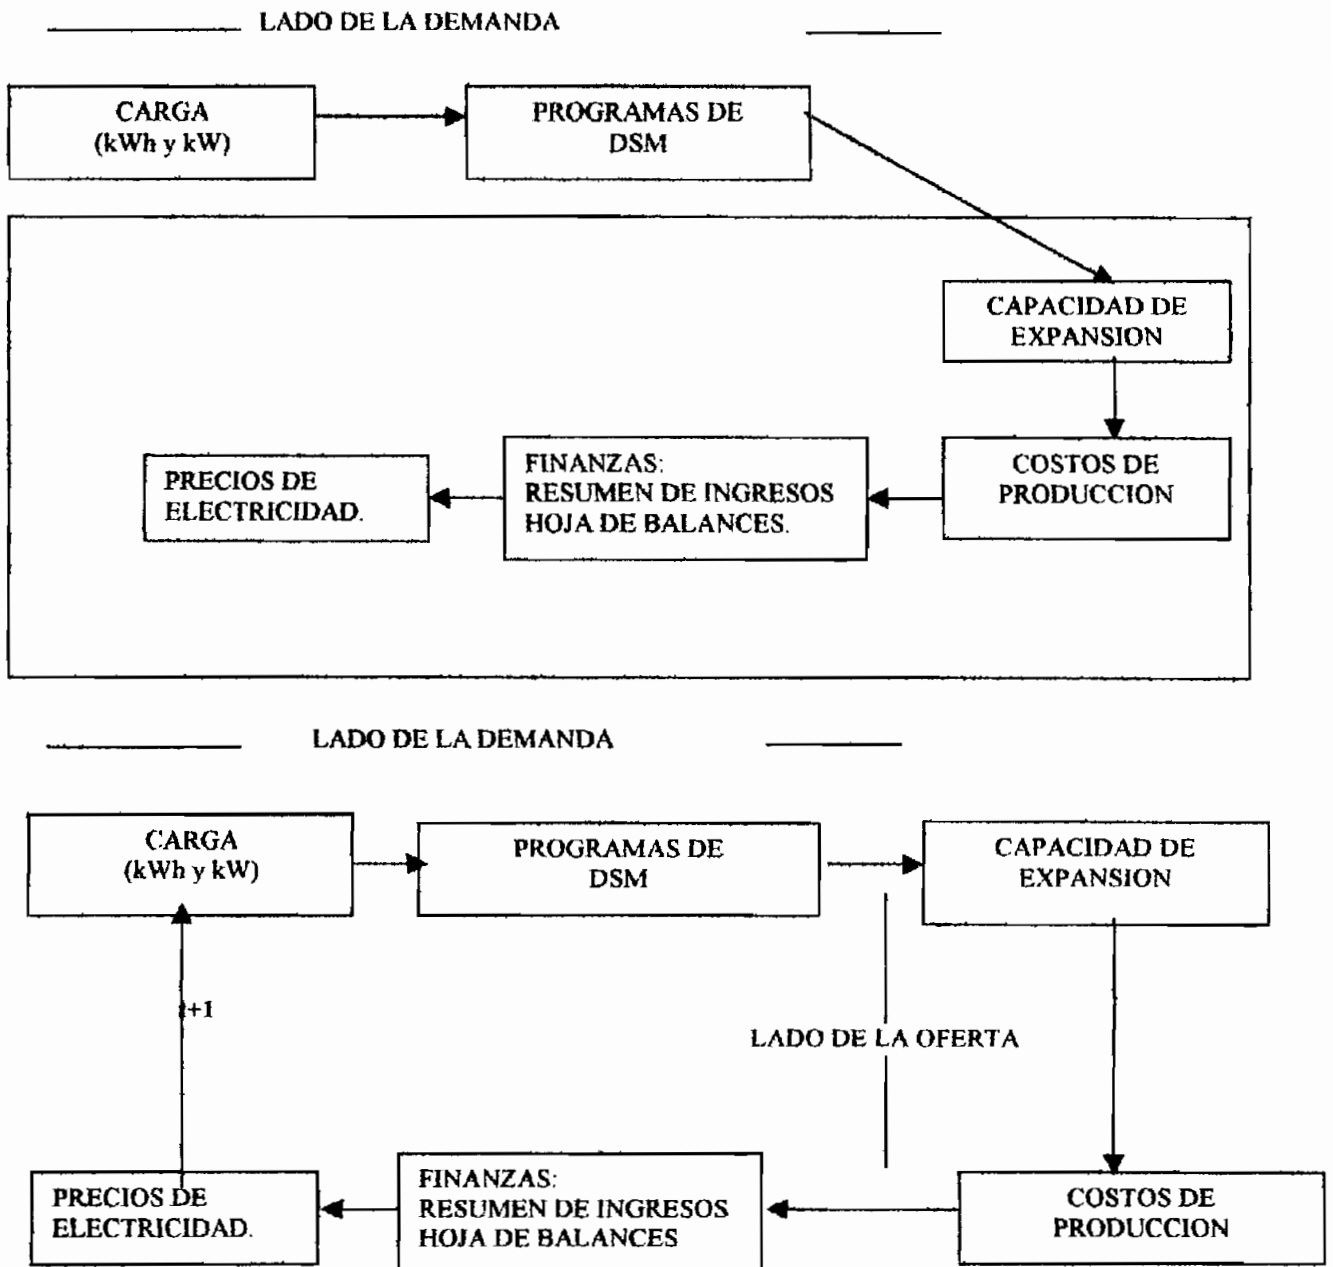 LADO DE LA DEMANDA
CARGA
(kWh y kW)
PROGRAMAS DE
DSM
CAPACIDAD DE
EXPANSION
COSTOS DE
PRODUCCION
FINANZAS:
RESUMEN DE INGRESOS
HOJA DE BALANCES.
PRECIOS DE
ELECTRICIDAD.
LADO DE LA DEMANDA
CARGA
(kWh y kW)
PROGRAMAS DE
DSM
CAPACIDAD DE
EXPANSION
+1
LADO DE LA OFERTA
PRECIOS DE
ELECTRICIDAD.
FINANZAS:
RESUMEN DE INGRESOS
HOJA DE BALANCES
COSTOS DE
PRODUCCION